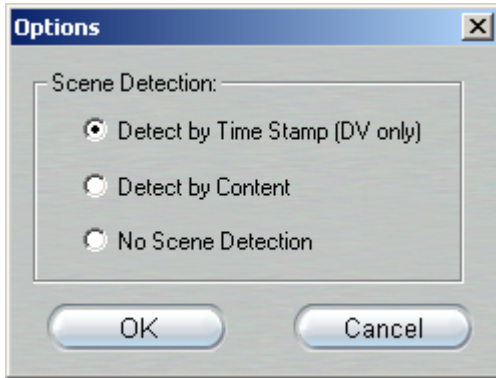 Options
Scene Detection:
Detect by Time Stamp (DV only)
Detect by Content
No Scene Detection
OK Cancel